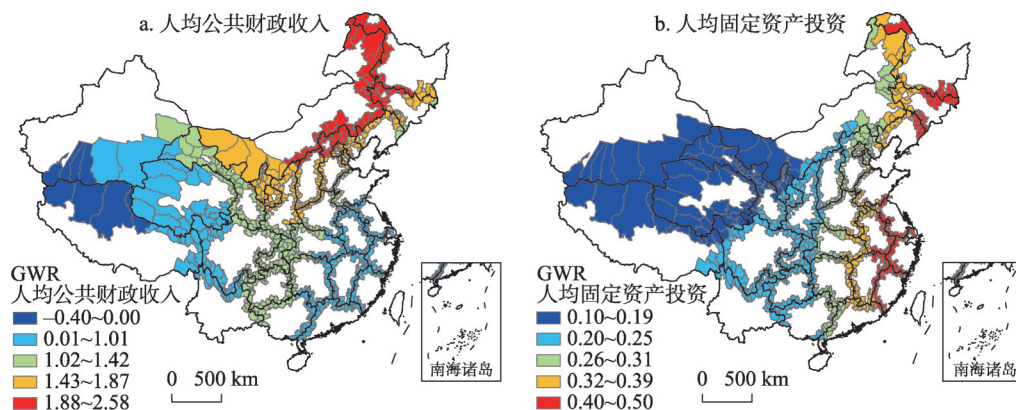 a. 人均公共财政收入
GWR
人均公共财政收入
–0.40~0.00
0.01~1.01
1.02~1.42
1.43~1.87
1.88~2.58
0 500 km
南海诸岛
b. 人均固定资产投资
GWR
人均固定资产投资
0.10~0.19
0.20~0.25
0.26~0.31
0.32~0.39
0.40~0.50
0 500 km
南海诸岛